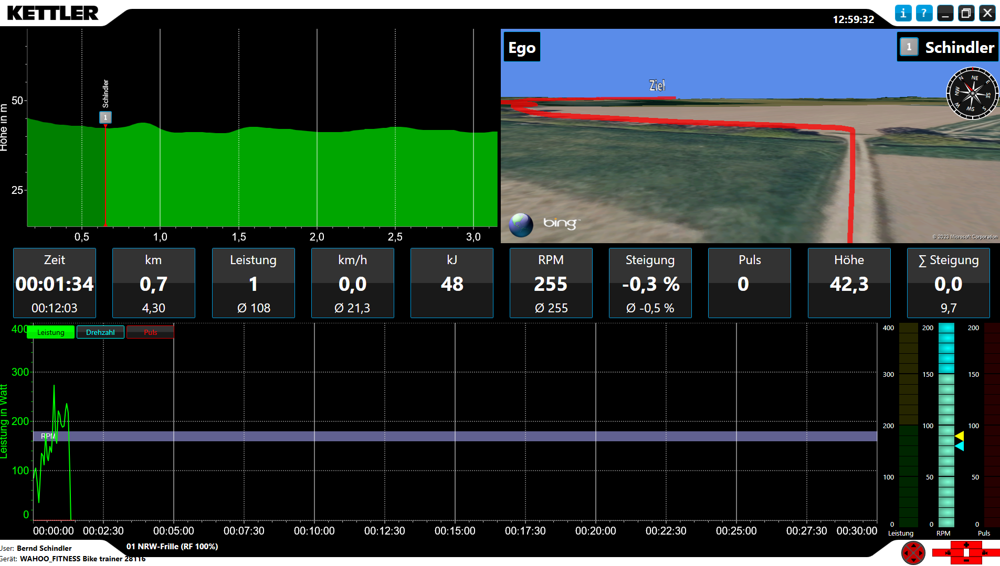 KETTLER
12:59:32
i
?
Ego
1
Schindler
Ziel
N
NE
E
SE
S
SW
W
NW
bing™
© 2023 Microsoft Corporation
Höhe in m
50
25
Schindler
1
0,5
1,0
1,5
2,0
2,5
3,0
Zeit
00:01:34
00:12:03
km
0,7
4,30
Leistung
1
Ø 108
km/h
0,0
Ø 21,3
kJ
48
RPM
255
Ø 255
Steigung
-0,3 %
Ø -0,5 %
Puls
0
Höhe
42,3
∑ Steigung
0,0
9,7
Leistung
Drehzahl
Puls
Leistung in Watt
400
300
200
100
0
RPM
00:00:00
00:02:30
00:05:00
00:07:30
00:10:00
00:12:30
00:15:00
00:17:30
00:20:00
00:22:30
00:25:00
00:27:30
00:30:00
400
300
200
100
0
Leistung
200
150
100
50
0
RPM
200
150
100
50
0
Puls
User: Bernd Schindler
Gerät: WAHOO_FITNESS Bike trainer 28116
01 NRW-Frille (RF 100%)